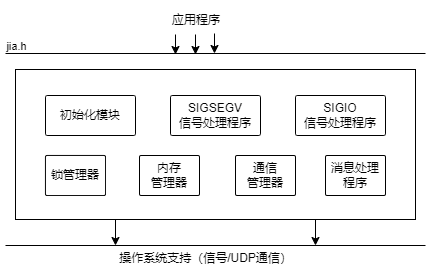 应用程序
jia.h
初始化模块
SIGSEGV
信号处理程序
SIGIO
信号处理程序
锁管理器
内存
管理器
通信
管理器
消息处理
程序
操作系统支持（信号/UDP通信）